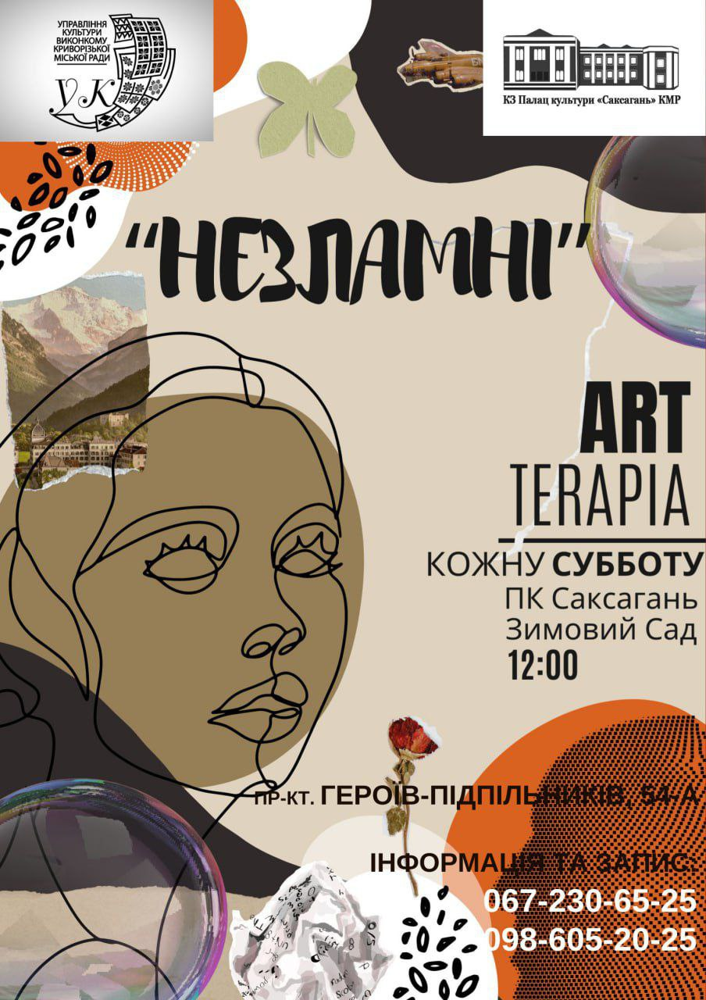 УПРАВЛІННЯ
КУЛЬТУРИ
ВИКОНКОМУ
КРИВОРІЗЬКОЇ
МІСЬКОЇ РАДИ
УК
КЗ Палац культури «Саксагань» КМР
“НЕЗЛАМНІ”
ART
TERAPIA
КОЖНУ СУББОТУ
ПК Саксагань
Зимовий Сад
12:00
ПР-КТ. ГЕРОЇВ-ПІДПІЛЬНИКІВ, 54-А
ІНФОРМАЦІЯ ТА ЗАПИС:
067-230-65-25
098-605-20-25